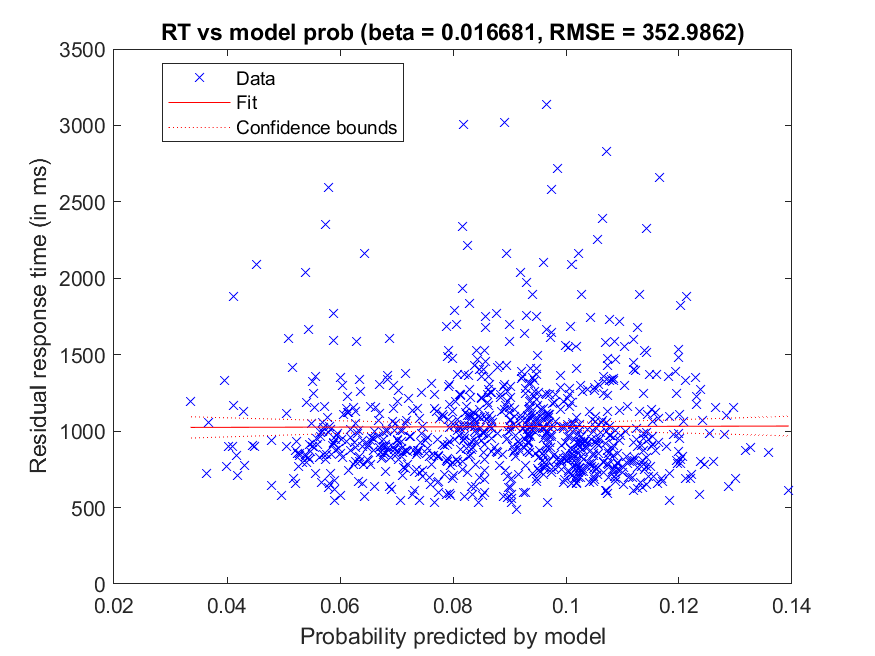 RT vs model prob (beta = 0.016681, RMSE = 352.9862)
3500
Data
Fit
Confidence bounds
3000
2500
2000
1500
1000
500
0
Residual response time (in ms)
0.02 0.04 0.06 0.08 0.1 0.12 0.14
Probability predicted by model